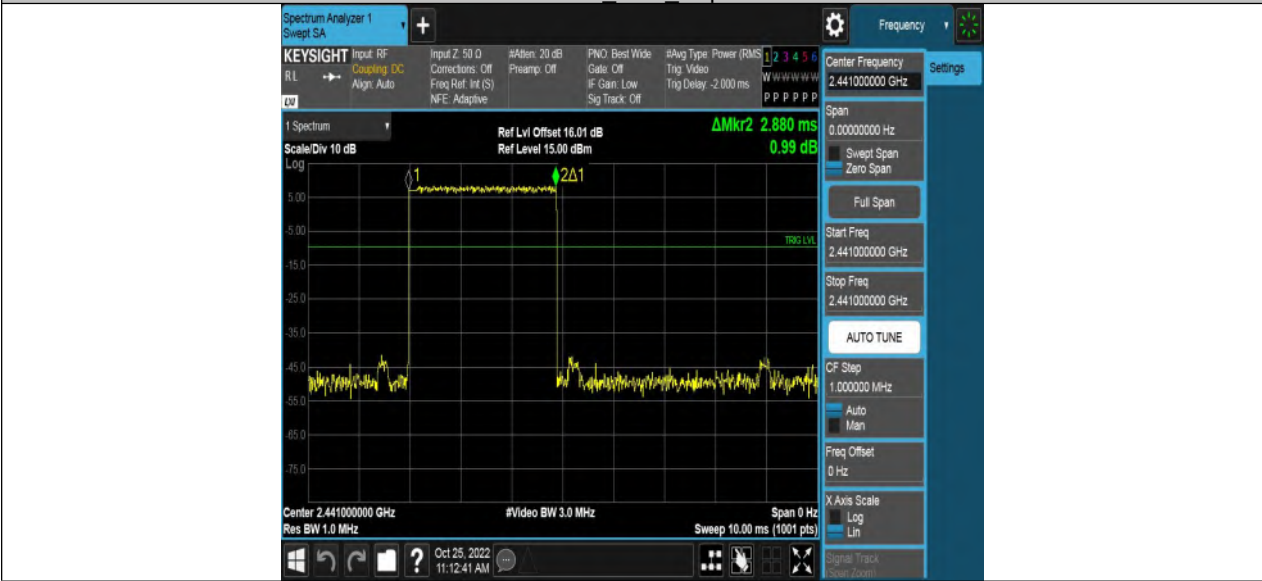 Spectrum Analyzer 1
Swept SA
+
Frequency
KEYSIGHT
RL
LXI
Input: RF
Coupling: DC
Align: Auto
Input Z: 50 Ω
Corrections: Off
Freq Ref: Int (S)
NFE: Adaptive
#Atten: 20 dB
Preamp: Off
PNO: Best Wide
Gate: Off
IF Gain: Low
Sig Track: Off
#Avg Type: Power (RMS
Trig: Video
Trig Delay: -2.000 ms
1 2 3 4 5 6
W W W W W W
P P P P P P
1 Spectrum
Scale/Div 10 dB
Log
Ref Lvl Offset 16.01 dB
Ref Level 15.00 dBm
ΔMkr2 2.880 ms
0.99 dB
1
2Δ1
5.00
-5.00
TRIG LVL
-15.0
-25.0
-35.0
-45.0
-55.0
-65.0
-75.0
Center 2.441000000 GHz
Res BW 1.0 MHz
#Video BW 3.0 MHz
Span 0 Hz
Sweep 10.00 ms (1001 pts)
Oct 25, 2022
11:12:41 AM
Center Frequency
2.441000000 GHz
Settings
Span
0.00000000 Hz
Swept Span
Zero Span
Full Span
Start Freq
2.441000000 GHz
Stop Freq
2.441000000 GHz
AUTO TUNE
CF Step
1.000000 MHz
Auto
Man
Freq Offset
0 Hz
X Axis Scale
Log
Lin
Signal Track
(Span Zoom)